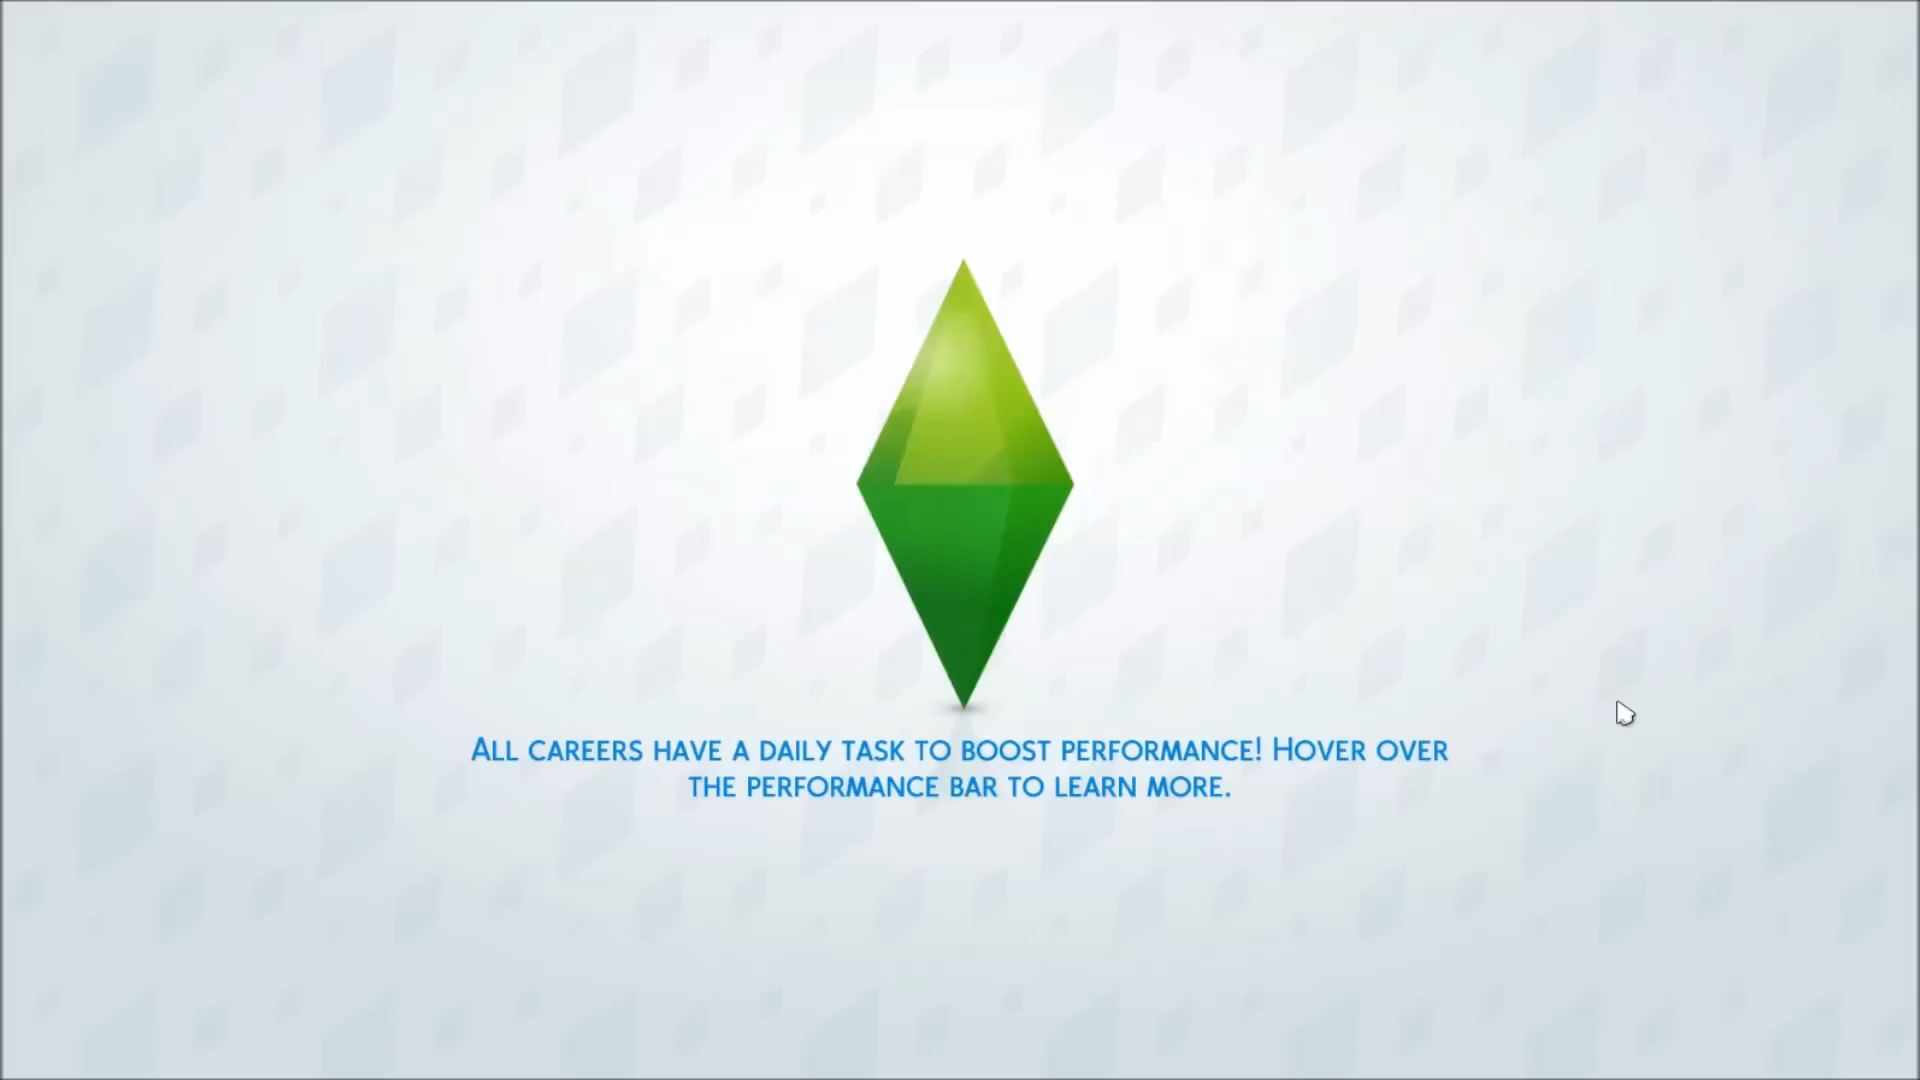 All careers have a daily task to boost performance! Hover over
the performance bar to learn more.